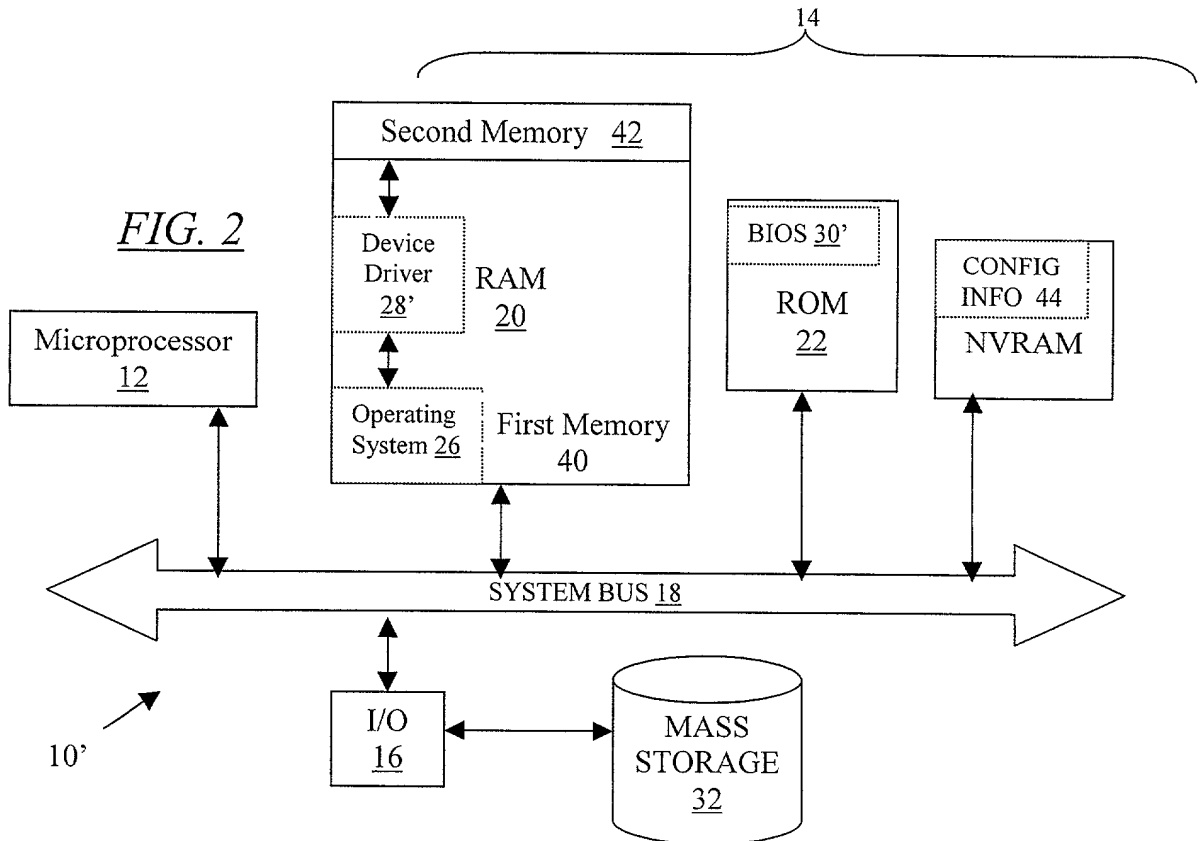 14
Second Memory 42
FIG. 2
Device
Driver
28’
RAM
20
BIOS 30’
ROM
22
CONFIG
INFO 44
NVRAM
Microprocessor
12
Operating
System 26
First Memory
40
SYSTEM BUS 18
I/O
16
MASS
STORAGE
32
10’